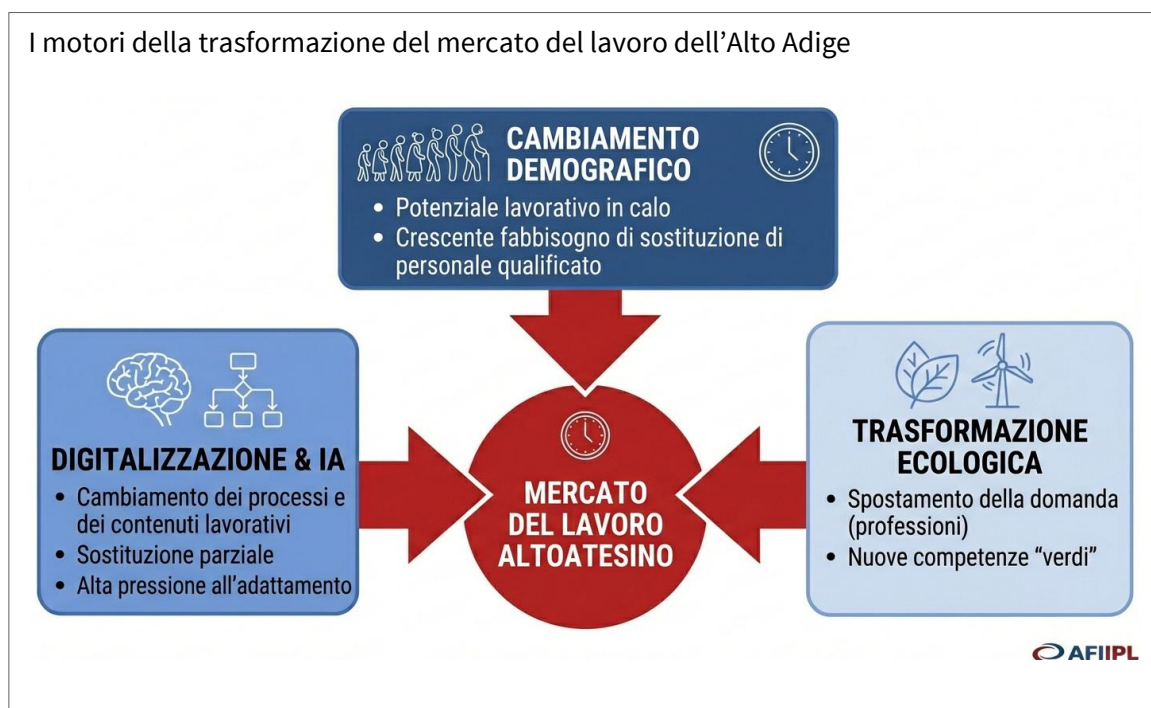 I motori della trasformazione del mercato del lavoro dell’Alto Adige
CAMBIAMENTO
DEMOGRAFICO
• Potenziale lavorativo in calo
• Crescente fabbisogno di sostituzione di
personale qualificato
DIGITALIZZAZIONE & IA
• Cambiamento dei processi e
dei contenuti lavorativi
• Sostituzione parziale
• Alta pressione all’adattamento
MERCATO
DEL LAVORO
ALTOATESINO
TRASFORMAZIONE
ECOLOGICA
• Spostamento della domanda
(professioni)
• Nuove competenze “verdi”
AFIIPL